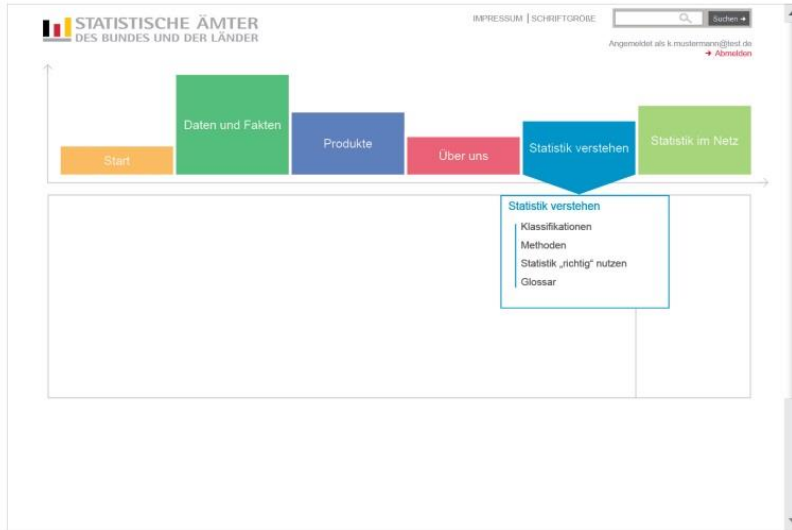 STATISTISCHE ÄMTER
DES BUNDES UND DER LÄNDER
IMPRESSUM | SCHRIFTGRÖßE
Suchen
Angemeldet als k.mustermann@test.de
Abmelden
Start
Daten und Fakten
Produkte
Über uns
Statistik verstehen
Statistik im Netz
Statistik verstehen
Klassifikationen
Methoden
Statistik „richtig“ nutzen
Glossar